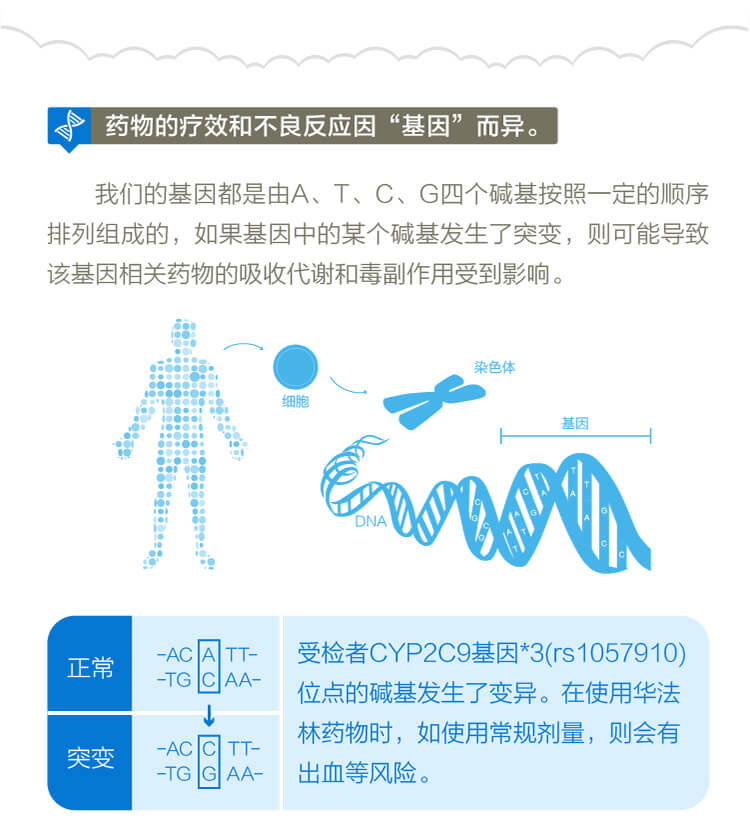 药物的疗效和不良反应因“基因”而异。
我们的基因都是由A、T、C、G四个碱基按照一定的顺序
排列组成的，如果基因中的某个碱基发生了突变，则可能导致
该基因相关药物的吸收代谢和毒副作用受到影响。
染色体
细胞
基因
DNA
C G C G
A T A T C G T A
T A T A G C C
正常
-AC A TT-
-TG C AA-
突变
-AC C TT-
-TG G AA-
受检者CYP2C9基因*3(rs1057910)
位点的碱基发生了变异。在使用华法
林药物时，如使用常规剂量，则会有
出血等风险。